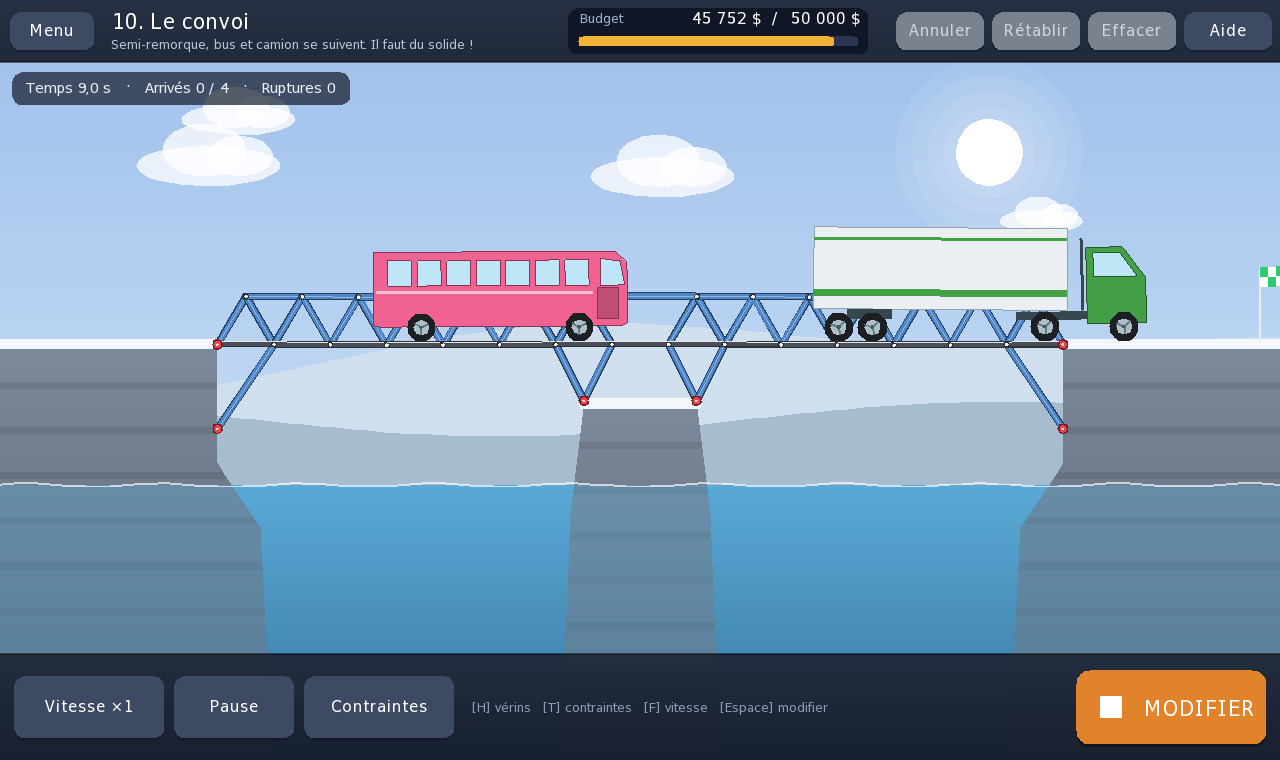 Menu
10. Le convoi
Semi-remorque, bus et camion se suivent. Il faut du solide !
Budget
45 752 $ / 50 000 $
Annuler
Rétablir
Effacer
Aide
Temps 9,0 s · Arrivés 0 / 4 · Ruptures 0
Vitesse ×1
Pause
Contraintes
[H] vérins [T] contraintes [F] vitesse [Espace] modifier
MODIFIER